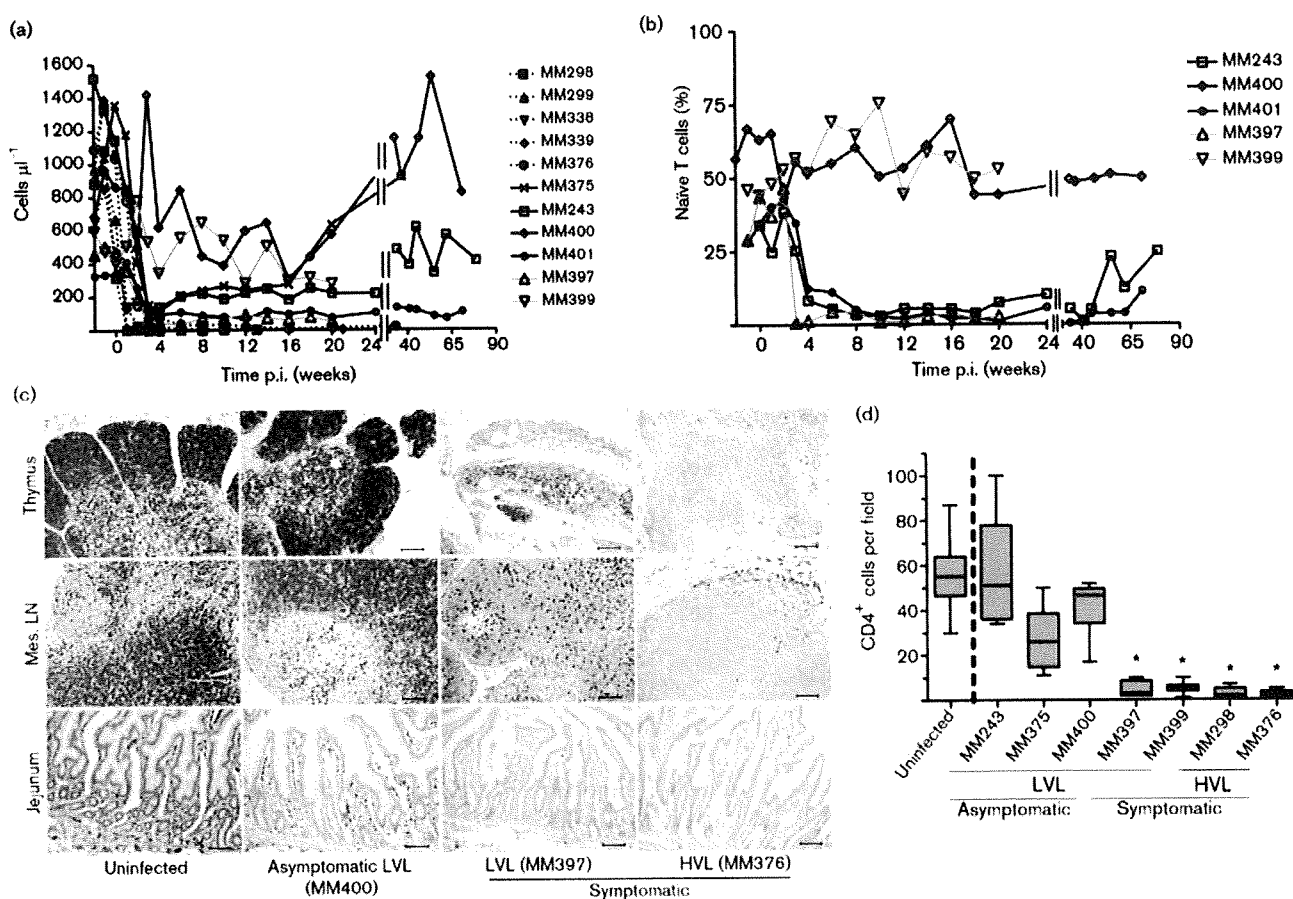 (a)
Cells µl⁻¹
1600
1400
1200
1000
800
600
400
200
0 4 8 12 16 20 24 40 65 90
Time p.i. (weeks)
MM298
MM299
MM338
MM339
MM376
MM375
MM243
MM400
MM401
MM397
MM399
(b)
Naïve T cells (%)
100
75
50
25
0 4 8 12 16 20 24 40 65 90
Time p.i. (weeks)
MM243
MM400
MM401
MM397
MM399
(c)
Thymus
Mes. LN
Jejunum
Uninfected
Asymptomatic LVL
(MM400)
LVL (MM397)
HVL (MM376)
Symptomatic
(d)
CD4⁺ cells per field
100
80
60
40
20
* * * *
Uninfected
MM243
MM375
MM400
MM397
MM399
MM298
MM376
LVL
HVL
Asymptomatic
Symptomatic